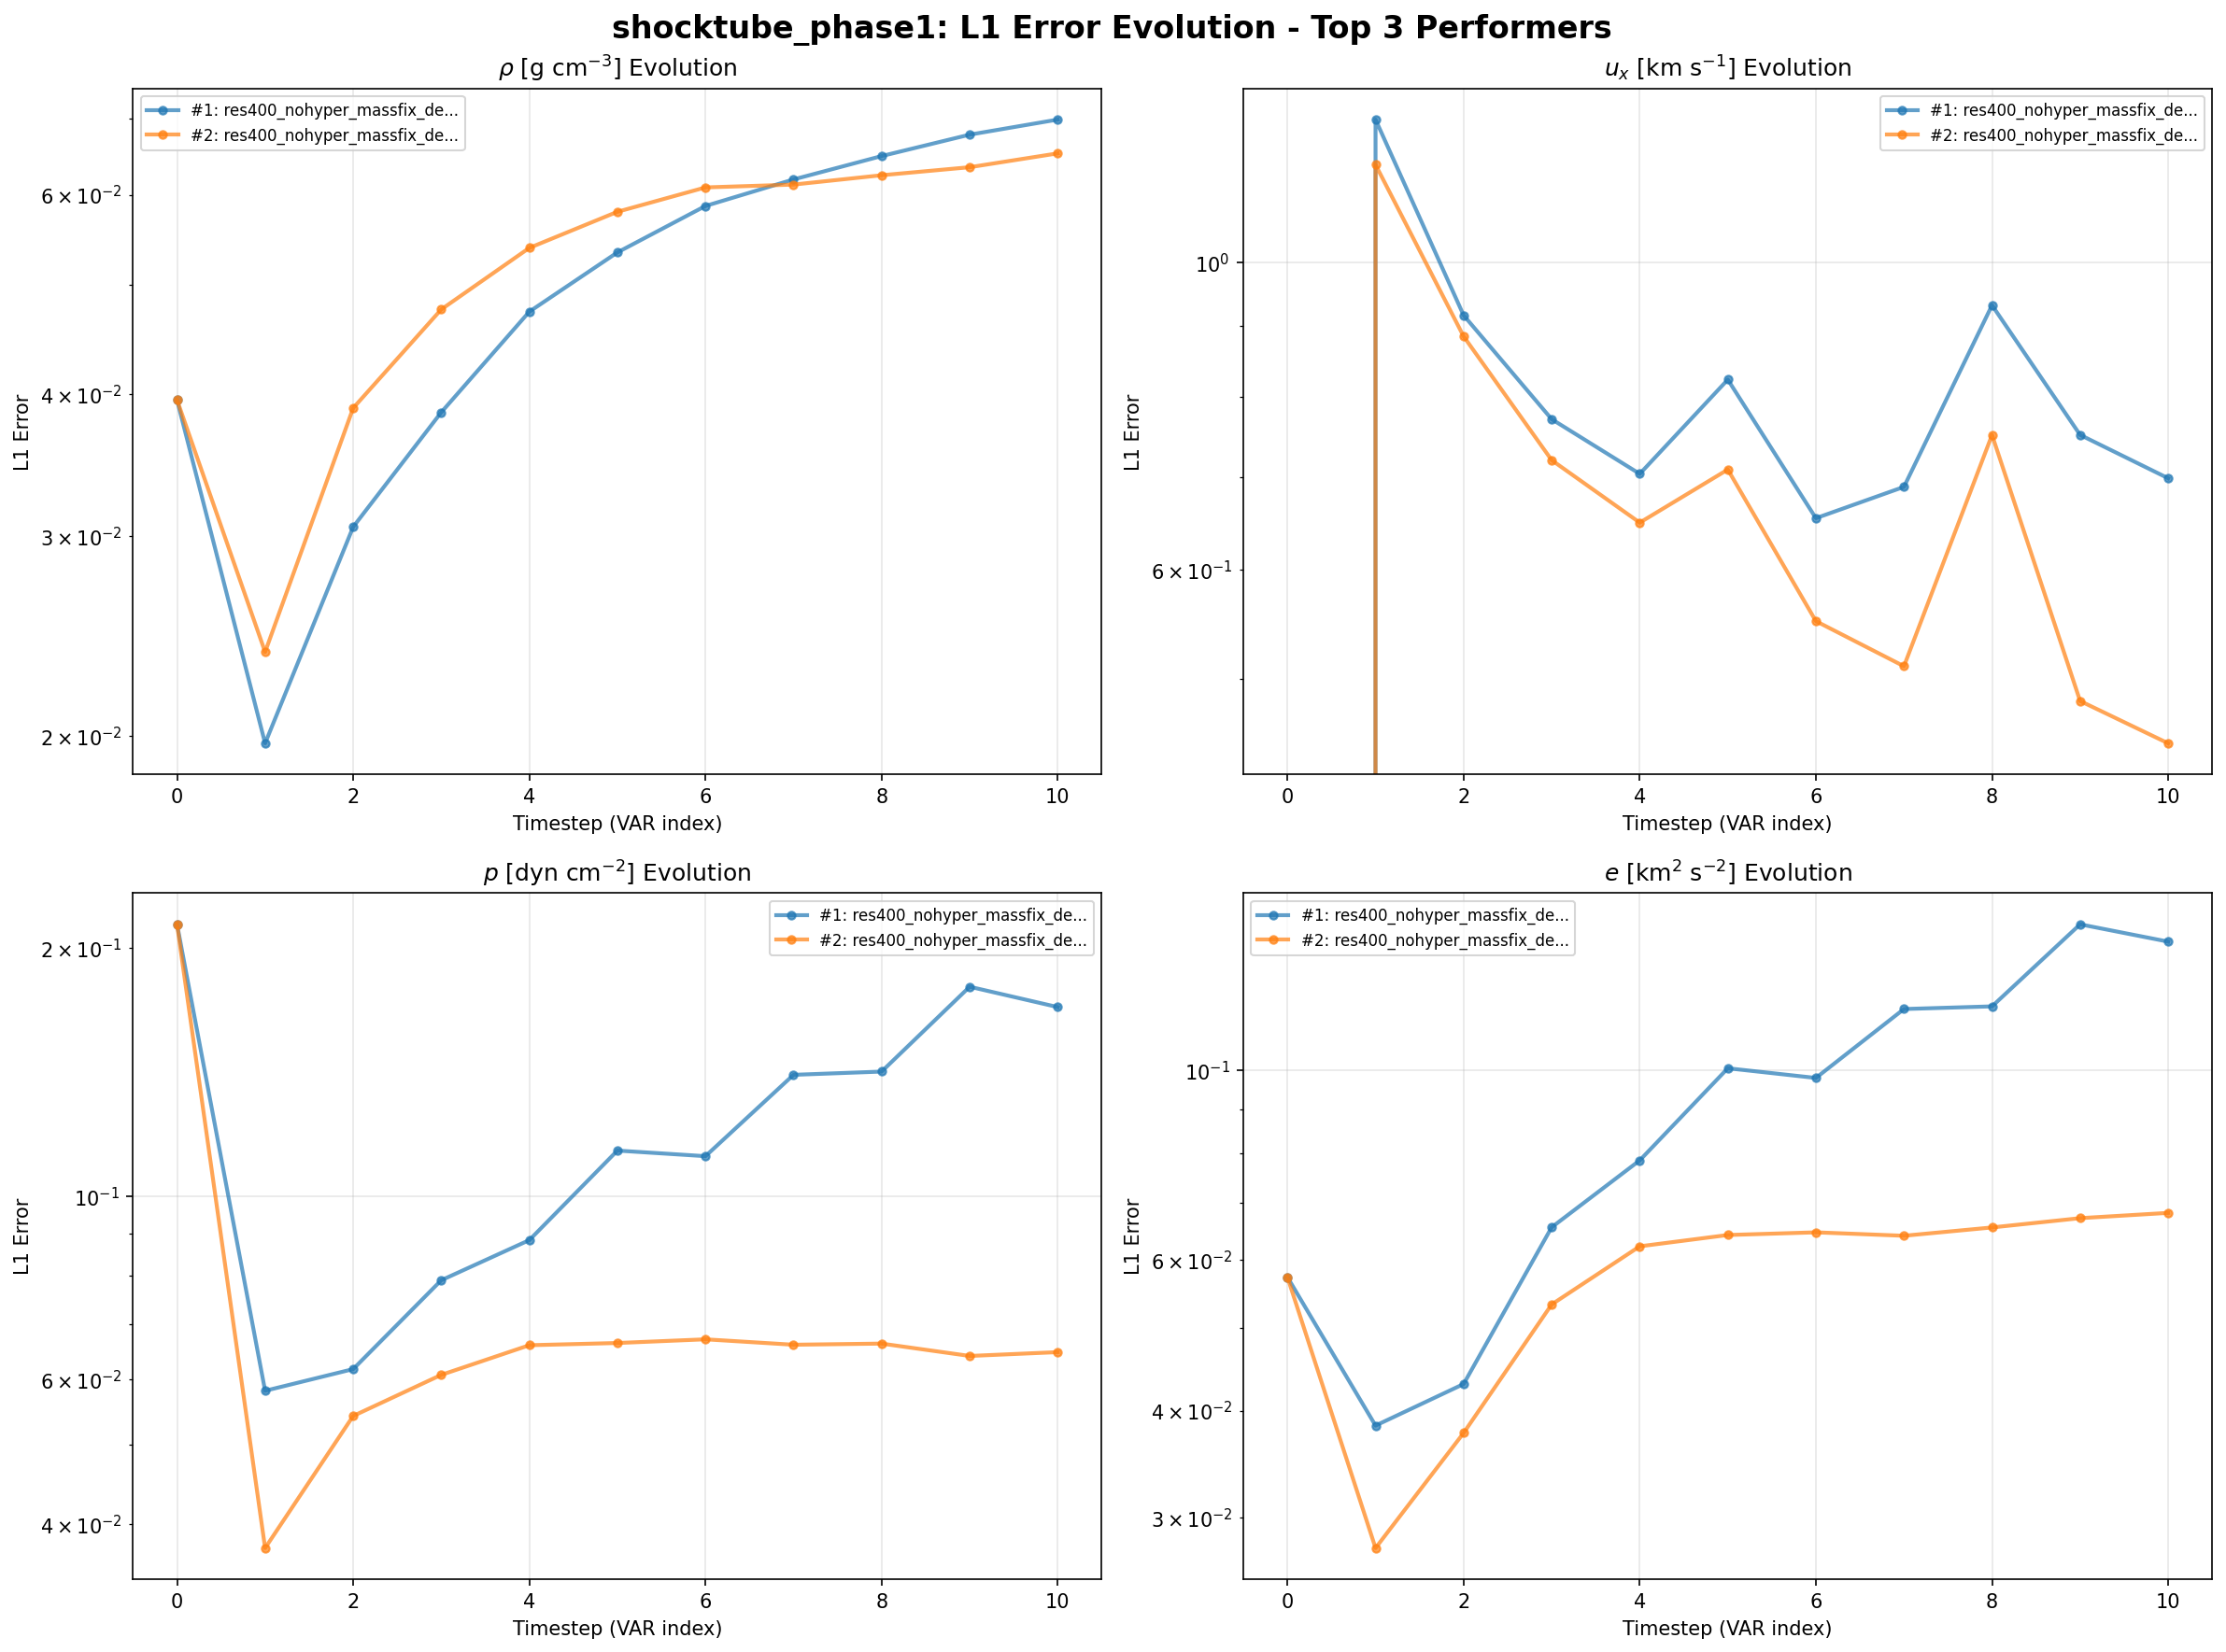 shocktube_phase1: L1 Error Evolution - Top 3 Performers
ρ [g cm⁻³] Evolution
#1: res400_nohyper_massfix_de...
#2: res400_nohyper_massfix_de...
L1 Error
6 × 10⁻²
4 × 10⁻²
3 × 10⁻²
2 × 10⁻²
0 2 4 6 8 10
Timestep (VAR index)
uₓ [km s⁻¹] Evolution
#1: res400_nohyper_massfix_de...
#2: res400_nohyper_massfix_de...
L1 Error
10⁰
6 × 10⁻¹
0 2 4 6 8 10
Timestep (VAR index)
p [dyn cm⁻²] Evolution
#1: res400_nohyper_massfix_de...
#2: res400_nohyper_massfix_de...
L1 Error
2 × 10⁻¹
10⁻¹
6 × 10⁻²
4 × 10⁻²
0 2 4 6 8 10
Timestep (VAR index)
e [km² s⁻²] Evolution
#1: res400_nohyper_massfix_de...
#2: res400_nohyper_massfix_de...
L1 Error
10⁻¹
6 × 10⁻²
4 × 10⁻²
3 × 10⁻²
0 2 4 6 8 10
Timestep (VAR index)